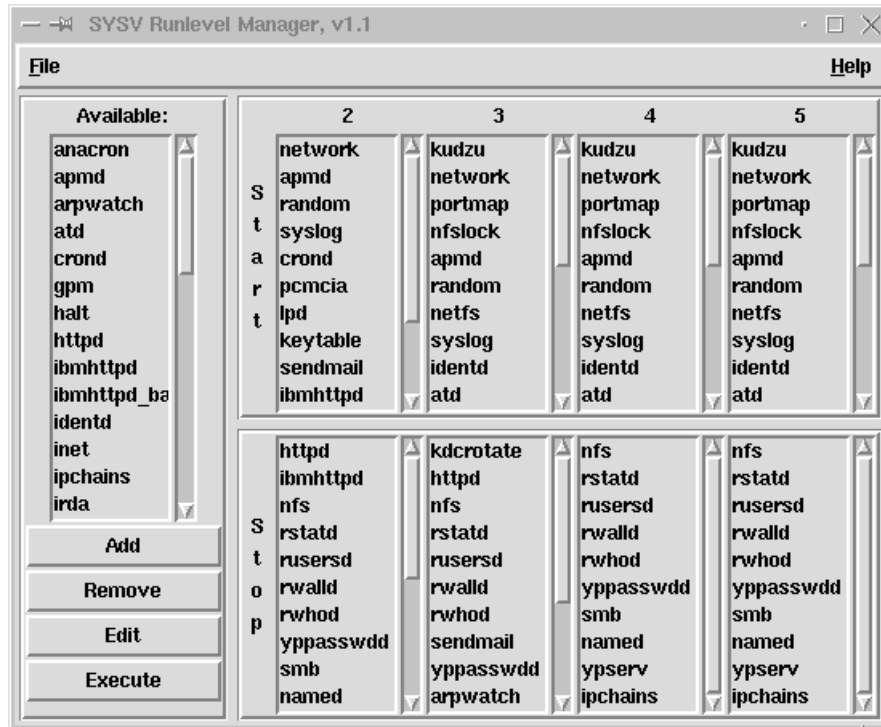 SYSV Runlevel Manager, v1.1
File Help
Available:
anacron
apmd
arpwatch
atd
crond
gpm
halt
httpd
ibmhttpd
ibmhttpd_ba
identd
inet
ipchains
irda
Add
Remove
Edit
Execute
2 3 4 5
Start
network kudzu kudzu kudzu
apmd network network network
random portmap portmap portmap
syslog nfslock nfslock nfslock
crond apmd apmd apmd
pcmcia random random random
lpd netfs netfs netfs
keytable syslog syslog syslog
sendmail identd identd identd
ibmhttpd atd atd atd
Stop
httpd kdcrotate nfs nfs
ibmhttpd httpd rstatd rstatd
nfs nfs rusersd rusersd
rstatd rstatd rwalld rwalld
rusersd rusersd rwhod rwhod
rwalld rwalld yppasswdd yppasswdd
rwhod rwhod smb smb
yppasswdd sendmail named named
smb yppasswdd ypserv ypserv
named arpwatch ipchains ipchains